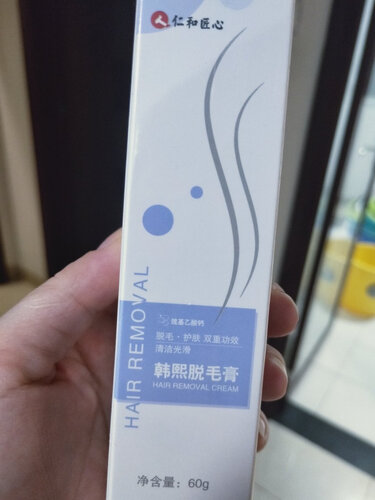 仁和匠心
HAIR REMOVAL
巯基乙酸钙
脱毛·护肤 双重功效
清洁光滑
韩熙脱毛膏
HAIR REMOVAL CREAM
净含量：60g